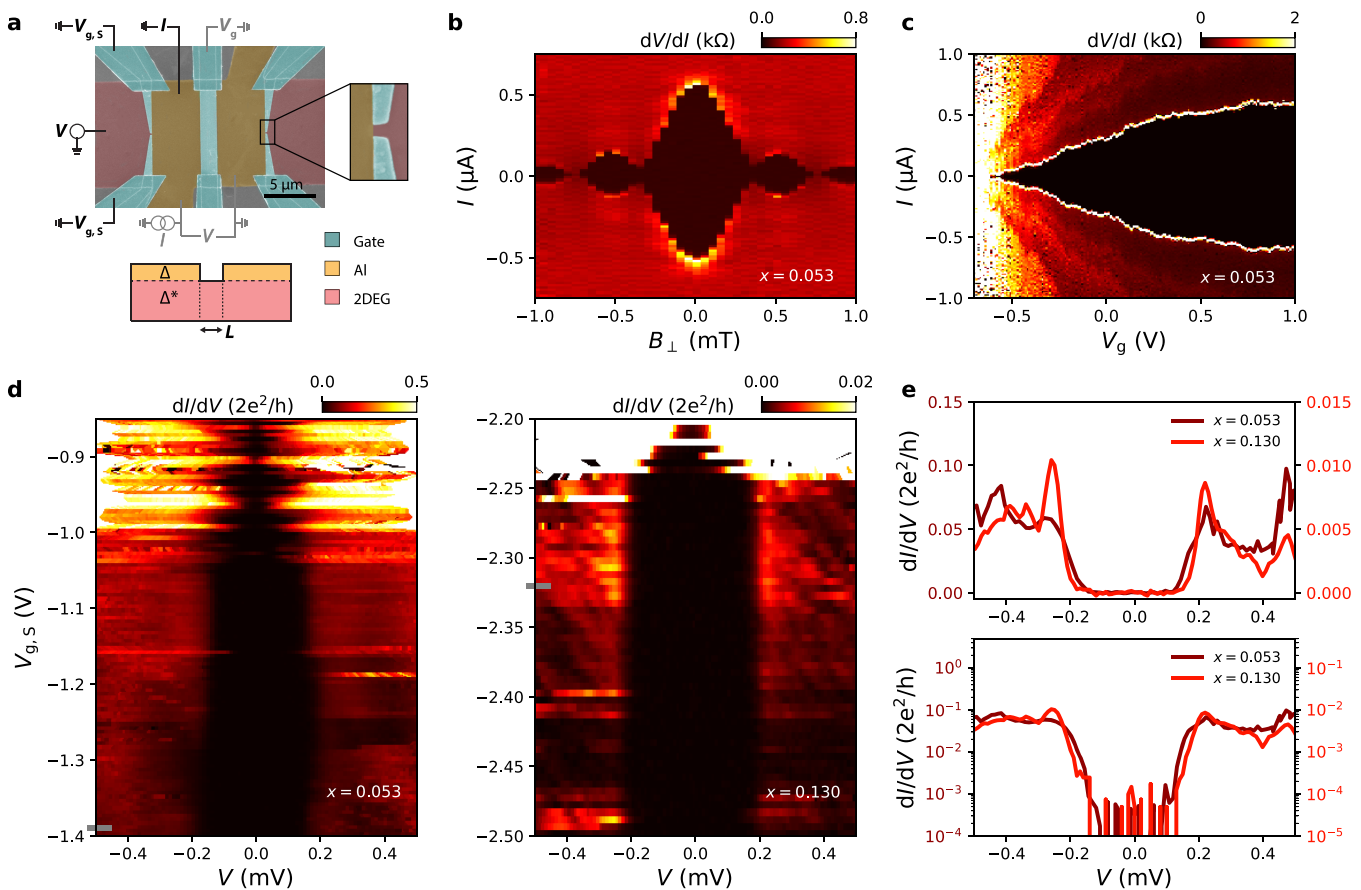 a
V_g,S
I
V_g
V
5 μm
V_g,S
I
V
Gate
Al
2DEG
Δ
Δ*
L
b
0.0 0.8
dV/dI (kΩ)
0.5
0.0
−0.5
I (μA)
x = 0.053
−1.0 −0.5 0.0 0.5 1.0
B⊥ (mT)
c
0 2
dV/dI (kΩ)
1.0
0.5
0.0
−0.5
−1.0
I (μA)
x = 0.053
−0.5 0.0 0.5 1.0
V_g (V)
d
0.0 0.5
dI/dV (2e²/h)
−0.9
−1.0
−1.1
−1.2
−1.3
−1.4
V_g,S (V)
x = 0.053
−0.4 −0.2 0.0 0.2 0.4
V (mV)
0.00 0.02
dI/dV (2e²/h)
−2.20
−2.25
−2.30
−2.35
−2.40
−2.45
−2.50
x = 0.130
−0.4 −0.2 0.0 0.2 0.4
V (mV)
e
0.15 0.015
0.10 0.010
0.05 0.005
0.00 0.000
dI/dV (2e²/h)
x = 0.053
x = 0.130
−0.4 −0.2 0.0 0.2 0.4
10⁰ 10⁻¹
10⁻¹ 10⁻²
10⁻² 10⁻³
10⁻³ 10⁻⁴
10⁻⁴ 10⁻⁵
dI/dV (2e²/h)
x = 0.053
x = 0.130
−0.4 −0.2 0.0 0.2 0.4
V (mV)